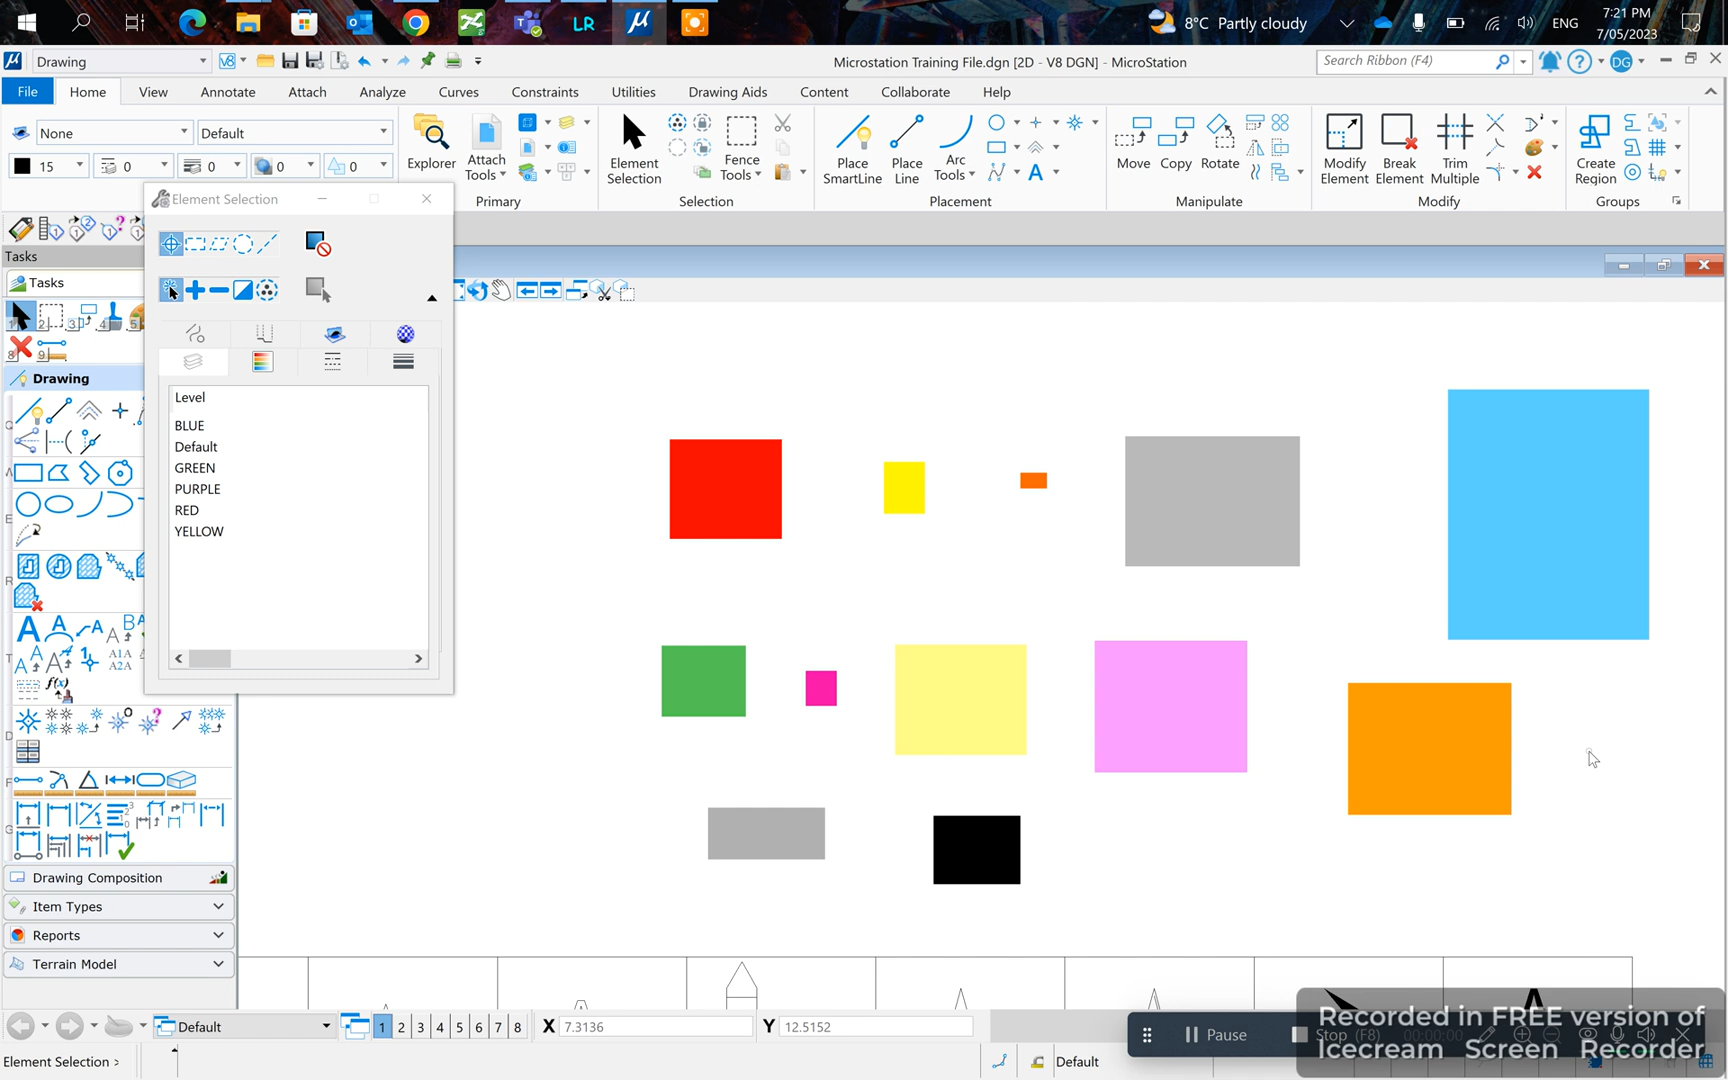 8°C Partly cloudy
ENG
7:21 PM
7/05/2023
Drawing
V8
Microstation Training File.dgn [2D - V8 DGN] - MicroStation
Search Ribbon (F4)
DG
File
Home
View
Annotate
Attach
Analyze
Curves
Constraints
Utilities
Drawing Aids
Content
Collaborate
Help
None
Default
15
0
0
0
0
Explorer
Attach
Tools
Primary
Element
Selection
Fence
Tools
Selection
Place
SmartLine
Place
Line
Arc
Tools
Placement
Move
Copy
Rotate
Manipulate
Modify
Element
Break
Element
Trim
Multiple
Modify
Create
Region
Groups
Element Selection
Tasks
Tasks
Drawing
Level
BLUE
Default
GREEN
PURPLE
RED
YELLOW
Drawing Composition
Item Types
Reports
Terrain Model
Default
1 2 3 4 5 6 7 8
X 7.3136
Y 12.5152
Element Selection >
Default
Pause
Stop (F8)
00:00:00
Recorded in FREE version of
Icecream Screen Recorder